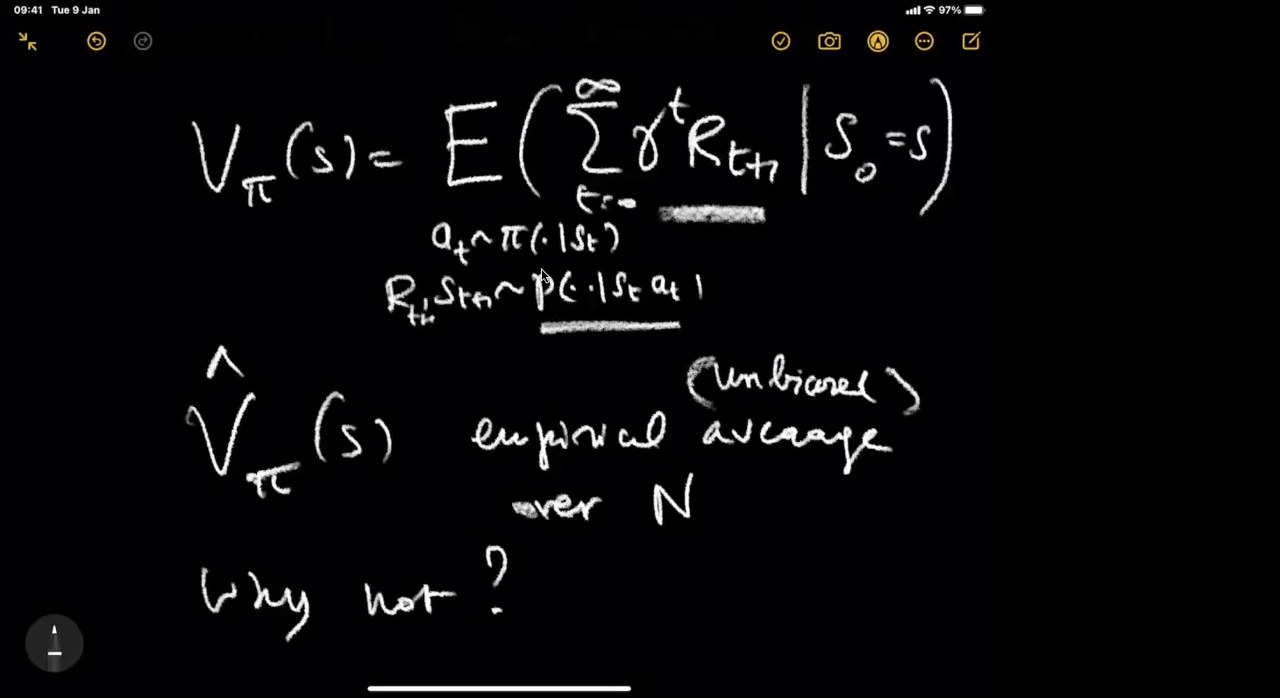 09:41 Tue 9 Jan 97%
V_π(s) = E( ∑_{t=0}^{∞} γ^t R_{t+1} | S_0 = s )
a_t ~ π(· | s_t)
R_{t+1} S_{t+1} ~ p(· · | s_t a_t)
(unbiased)
V̂_π(s) empirical average
over N
Why not ?